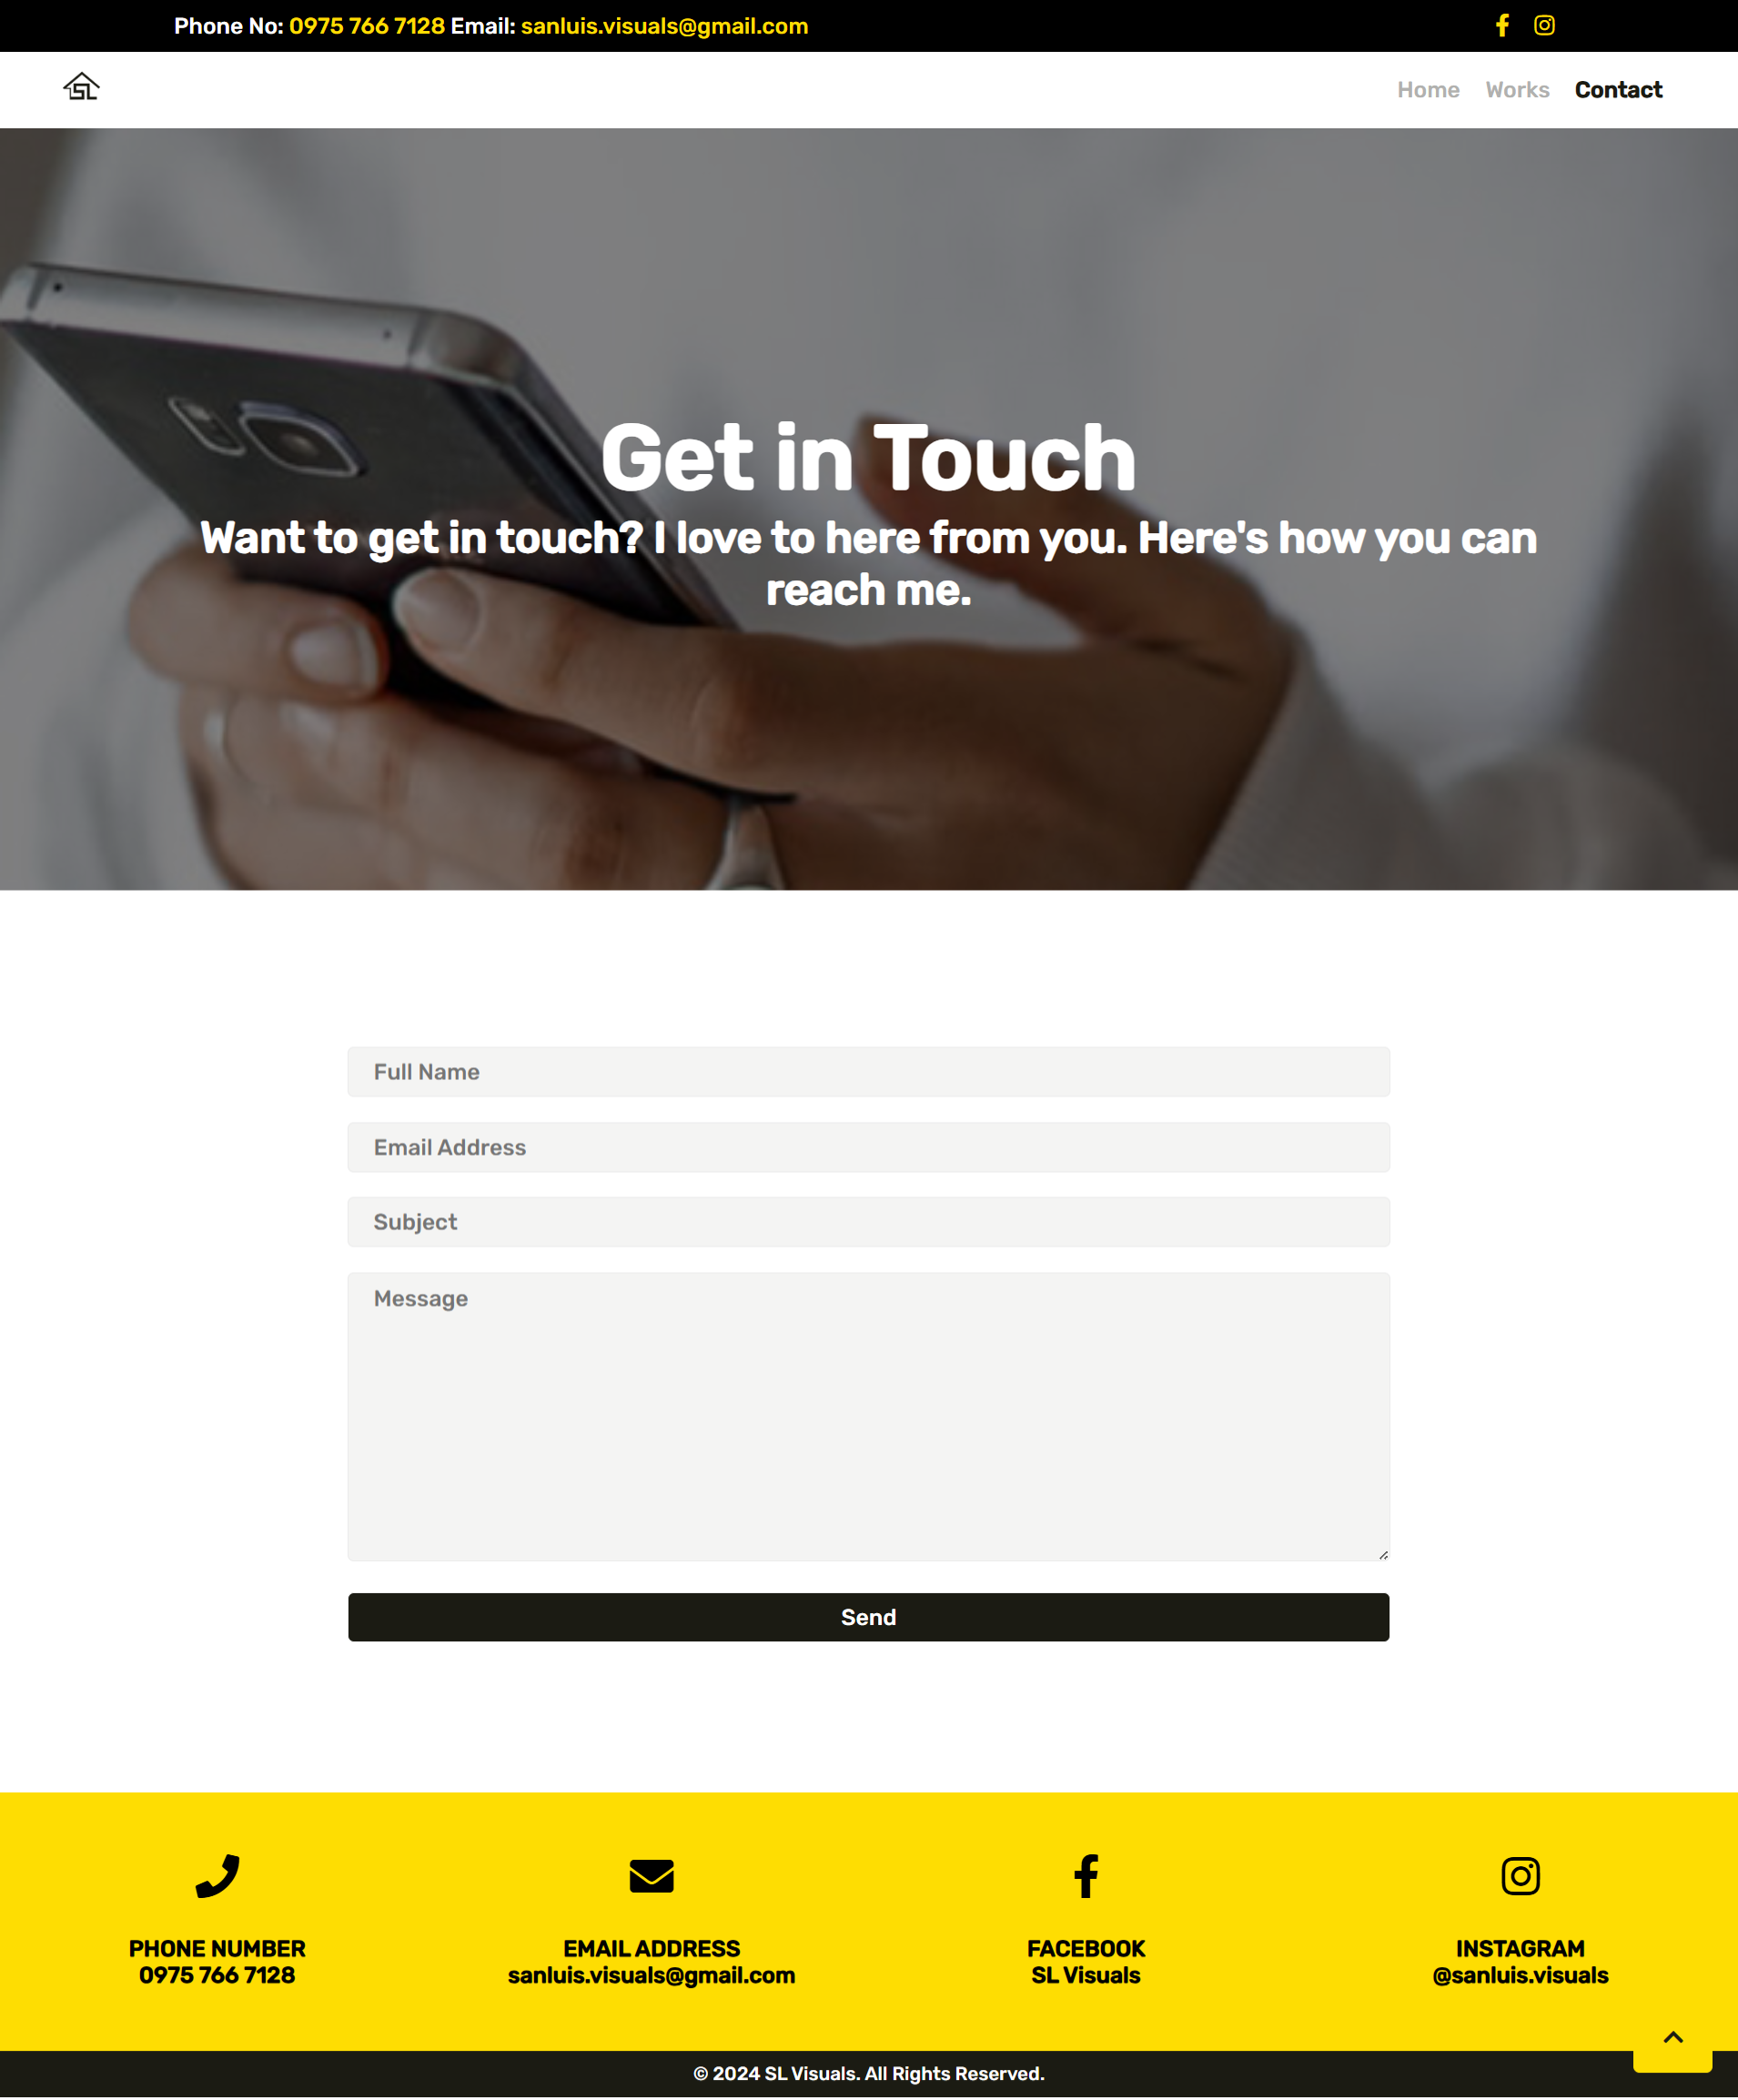 Phone No: 0975 766 7128 Email: sanluis.visuals@gmail.com
SL
Home Works Contact
Get in Touch
Want to get in touch? I love to here from you. Here's how you can
reach me.
Full Name
Email Address
Subject
Message
Send
PHONE NUMBER
0975 766 7128
EMAIL ADDRESS
sanluis.visuals@gmail.com
FACEBOOK
SL Visuals
INSTAGRAM
@sanluis.visuals
© 2024 SL Visuals. All Rights Reserved.